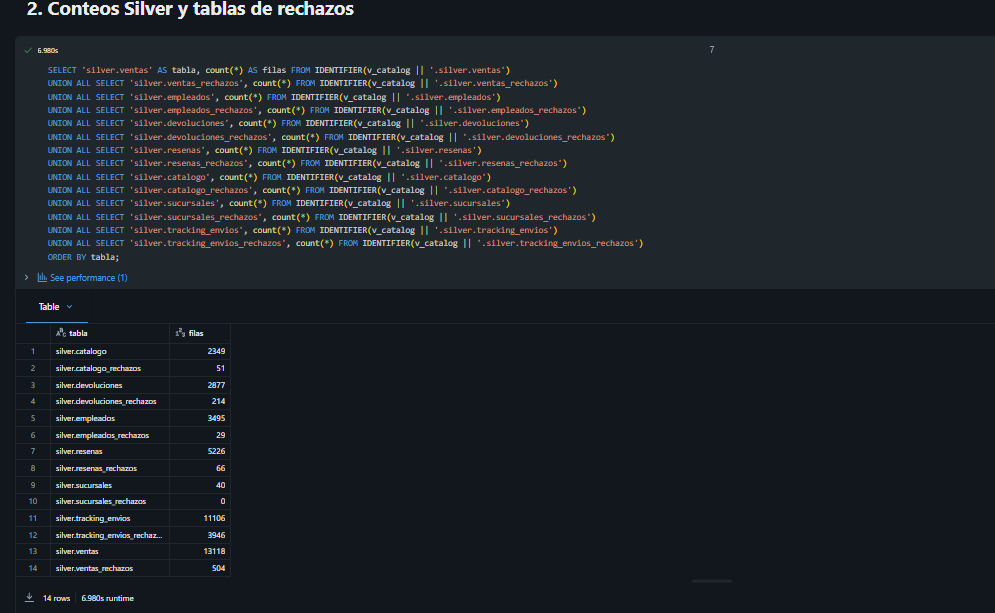 2. Conteos Silver y tablas de rechazos
6.980s
7
SELECT 'silver.ventas' AS tabla, count(*) AS filas FROM IDENTIFIER(v_catalog || '.silver.ventas')
UNION ALL SELECT 'silver.ventas_rechazos', count(*) FROM IDENTIFIER(v_catalog || '.silver.ventas_rechazos')
UNION ALL SELECT 'silver.empleados', count(*) FROM IDENTIFIER(v_catalog || '.silver.empleados')
UNION ALL SELECT 'silver.empleados_rechazos', count(*) FROM IDENTIFIER(v_catalog || '.silver.empleados_rechazos')
UNION ALL SELECT 'silver.devoluciones', count(*) FROM IDENTIFIER(v_catalog || '.silver.devoluciones')
UNION ALL SELECT 'silver.devoluciones_rechazos', count(*) FROM IDENTIFIER(v_catalog || '.silver.devoluciones_rechazos')
UNION ALL SELECT 'silver.resenas', count(*) FROM IDENTIFIER(v_catalog || '.silver.resenas')
UNION ALL SELECT 'silver.resenas_rechazos', count(*) FROM IDENTIFIER(v_catalog || '.silver.resenas_rechazos')
UNION ALL SELECT 'silver.catalogo', count(*) FROM IDENTIFIER(v_catalog || '.silver.catalogo')
UNION ALL SELECT 'silver.catalogo_rechazos', count(*) FROM IDENTIFIER(v_catalog || '.silver.catalogo_rechazos')
UNION ALL SELECT 'silver.sucursales', count(*) FROM IDENTIFIER(v_catalog || '.silver.sucursales')
UNION ALL SELECT 'silver.sucursales_rechazos', count(*) FROM IDENTIFIER(v_catalog || '.silver.sucursales_rechazos')
UNION ALL SELECT 'silver.tracking_envios', count(*) FROM IDENTIFIER(v_catalog || '.silver.tracking_envios')
UNION ALL SELECT 'silver.tracking_envios_rechazos', count(*) FROM IDENTIFIER(v_catalog || '.silver.tracking_envios_rechazos')
ORDER BY tabla;
See performance (1)
Table
tabla filas
1 silver.catalogo 2349
2 silver.catalogo_rechazos 51
3 silver.devoluciones 2877
4 silver.devoluciones_rechazos 214
5 silver.empleados 3495
6 silver.empleados_rechazos 29
7 silver.resenas 5226
8 silver.resenas_rechazos 66
9 silver.sucursales 40
10 silver.sucursales_rechazos 0
11 silver.tracking_envios 11106
12 silver.tracking_envios_rechaz... 3946
13 silver.ventas 13118
14 silver.ventas_rechazos 504
14 rows 6.980s runtime